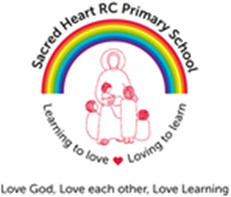 Sacred Heart RC Primary School
Learning to love ❤ Loving to learn
Love God, Love each other, Love Learning